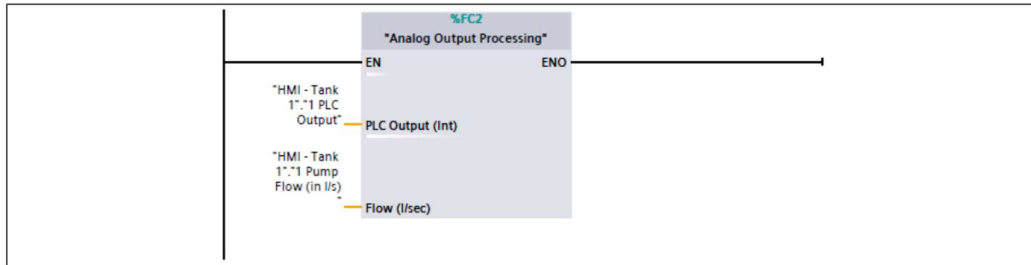 %FC2
"Analog Output Processing"
EN
ENO
"HMI - Tank
1"."1 PLC
Output"
PLC Output (Int)
"HMI - Tank
1"."1 Pump
Flow (in l/s)
"
Flow (l/sec)